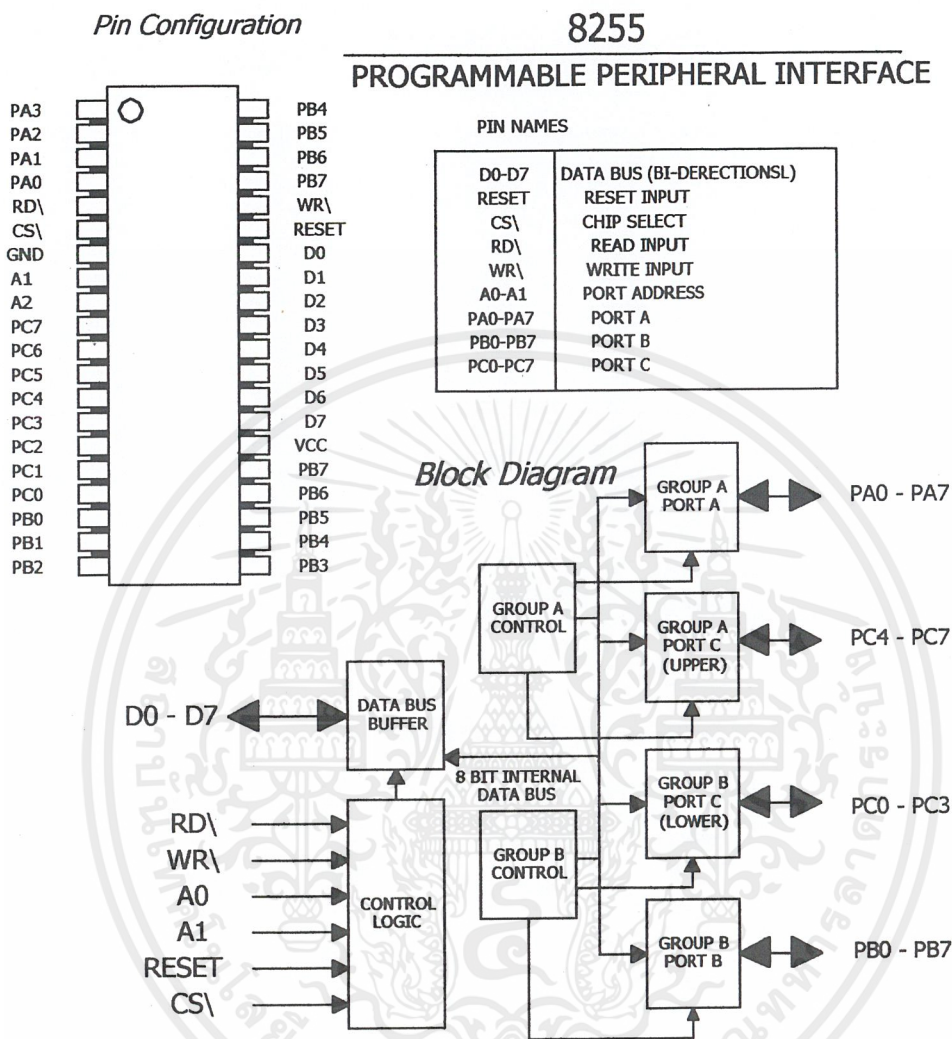 Pin Configuration
8255
PROGRAMMABLE PERIPHERAL INTERFACE
PA3 PB4
PA2 PB5
PA1 PB6
PA0 PB7
RD\ WR\
CS\ RESET
GND D0
A1 D1
A2 D2
PC7 D3
PC6 D4
PC5 D5
PC4 D6
PC3 D7
PC2 VCC
PC1 PB7
PC0 PB6
PB0 PB5
PB1 PB4
PB2 PB3
PIN NAMES
D0-D7 DATA BUS (BI-DERECTIONSL)
RESET RESET INPUT
CS\ CHIP SELECT
RD\ READ INPUT
WR\ WRITE INPUT
A0-A1 PORT ADDRESS
PA0-PA7 PORT A
PB0-PB7 PORT B
PC0-PC7 PORT C
Block Diagram
GROUP A
PORT A
PA0 - PA7
GROUP A
CONTROL
GROUP A
PORT C
(UPPER)
PC4 - PC7
D0 - D7
DATA BUS
BUFFER
8 BIT INTERNAL
DATA BUS
GROUP B
PORT C
(LOWER)
PC0 - PC3
GROUP B
CONTROL
RD\
WR\
A0
A1
RESET
CS\
CONTROL
LOGIC
GROUP B
PORT B
PB0 - PB7